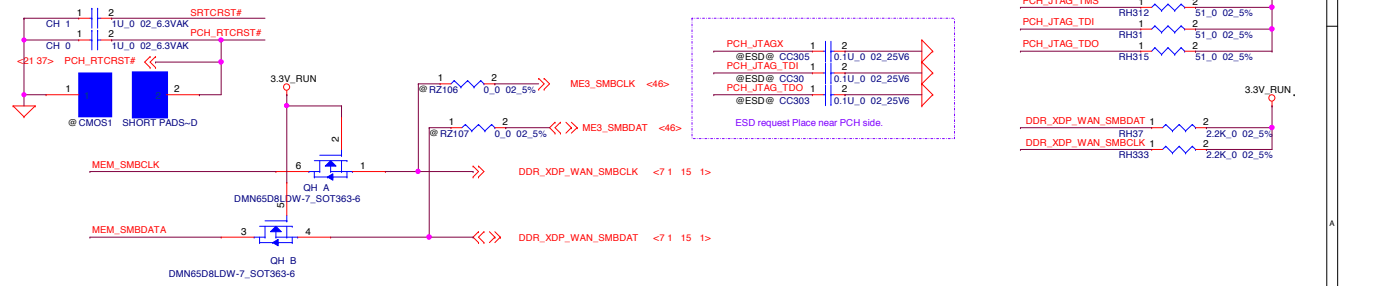 1 2 SRTCRST#
CH 1 1U_0 02_6.3VAK
1 2 PCH_RTCRST#
CH 0 1U_0 02_6.3VAK
<21 37> PCH_RTCRST#
1 2
@CMOS1 SHORT PADS~D
3.3V_RUN
2
MEM_SMBCLK 6 1
QH A
DMN65D8LDW-7_SOT363-6
5
MEM_SMBDATA 3 4
QH B
DMN65D8LDW-7_SOT363-6
1 2 ME3_SMBCLK <46>
@RZ106 0_0 02_5%
1 2 ME3_SMBDAT <46>
@RZ107 0_0 02_5%
DDR_XDP_WAN_SMBCLK <7 1 15 1>
DDR_XDP_WAN_SMBDAT <7 1 15 1>
PCH_JTAGX 1 2
@ESD@ CC305 0.1U_0 02_25V6
PCH_JTAG_TDI 1 2
@ESD@ CC30 0.1U_0 02_25V6
PCH_JTAG_TDO 1 2
@ESD@ CC303 0.1U_0 02_25V6
ESD request Place near PCH side.
PCH_JTAG_TMS 1 2
RH312 51_0 02_5%
PCH_JTAG_TDI 1 2
RH31 51_0 02_5%
PCH_JTAG_TDO 1 2
RH315 51_0 02_5%
3.3V_RUN
DDR_XDP_WAN_SMBDAT 1 2
RH37 2.2K_0 02_5%
DDR_XDP_WAN_SMBCLK 1 2
RH333 2.2K_0 02_5%
A